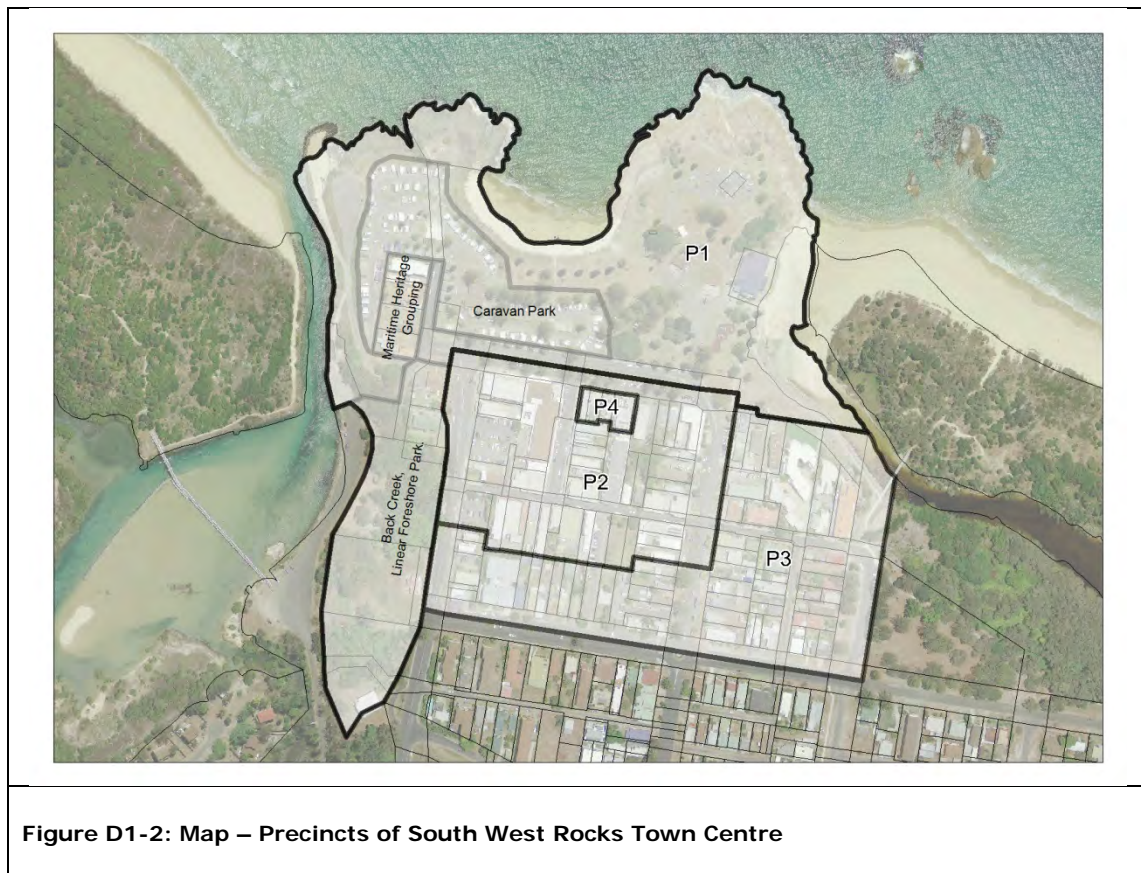 P1
Maritime Heritage
Grouping
Caravan Park
P4
P2
Back Creek,
Linear Foreshore Park.
P3
Figure D1-2: Map – Precincts of South West Rocks Town Centre